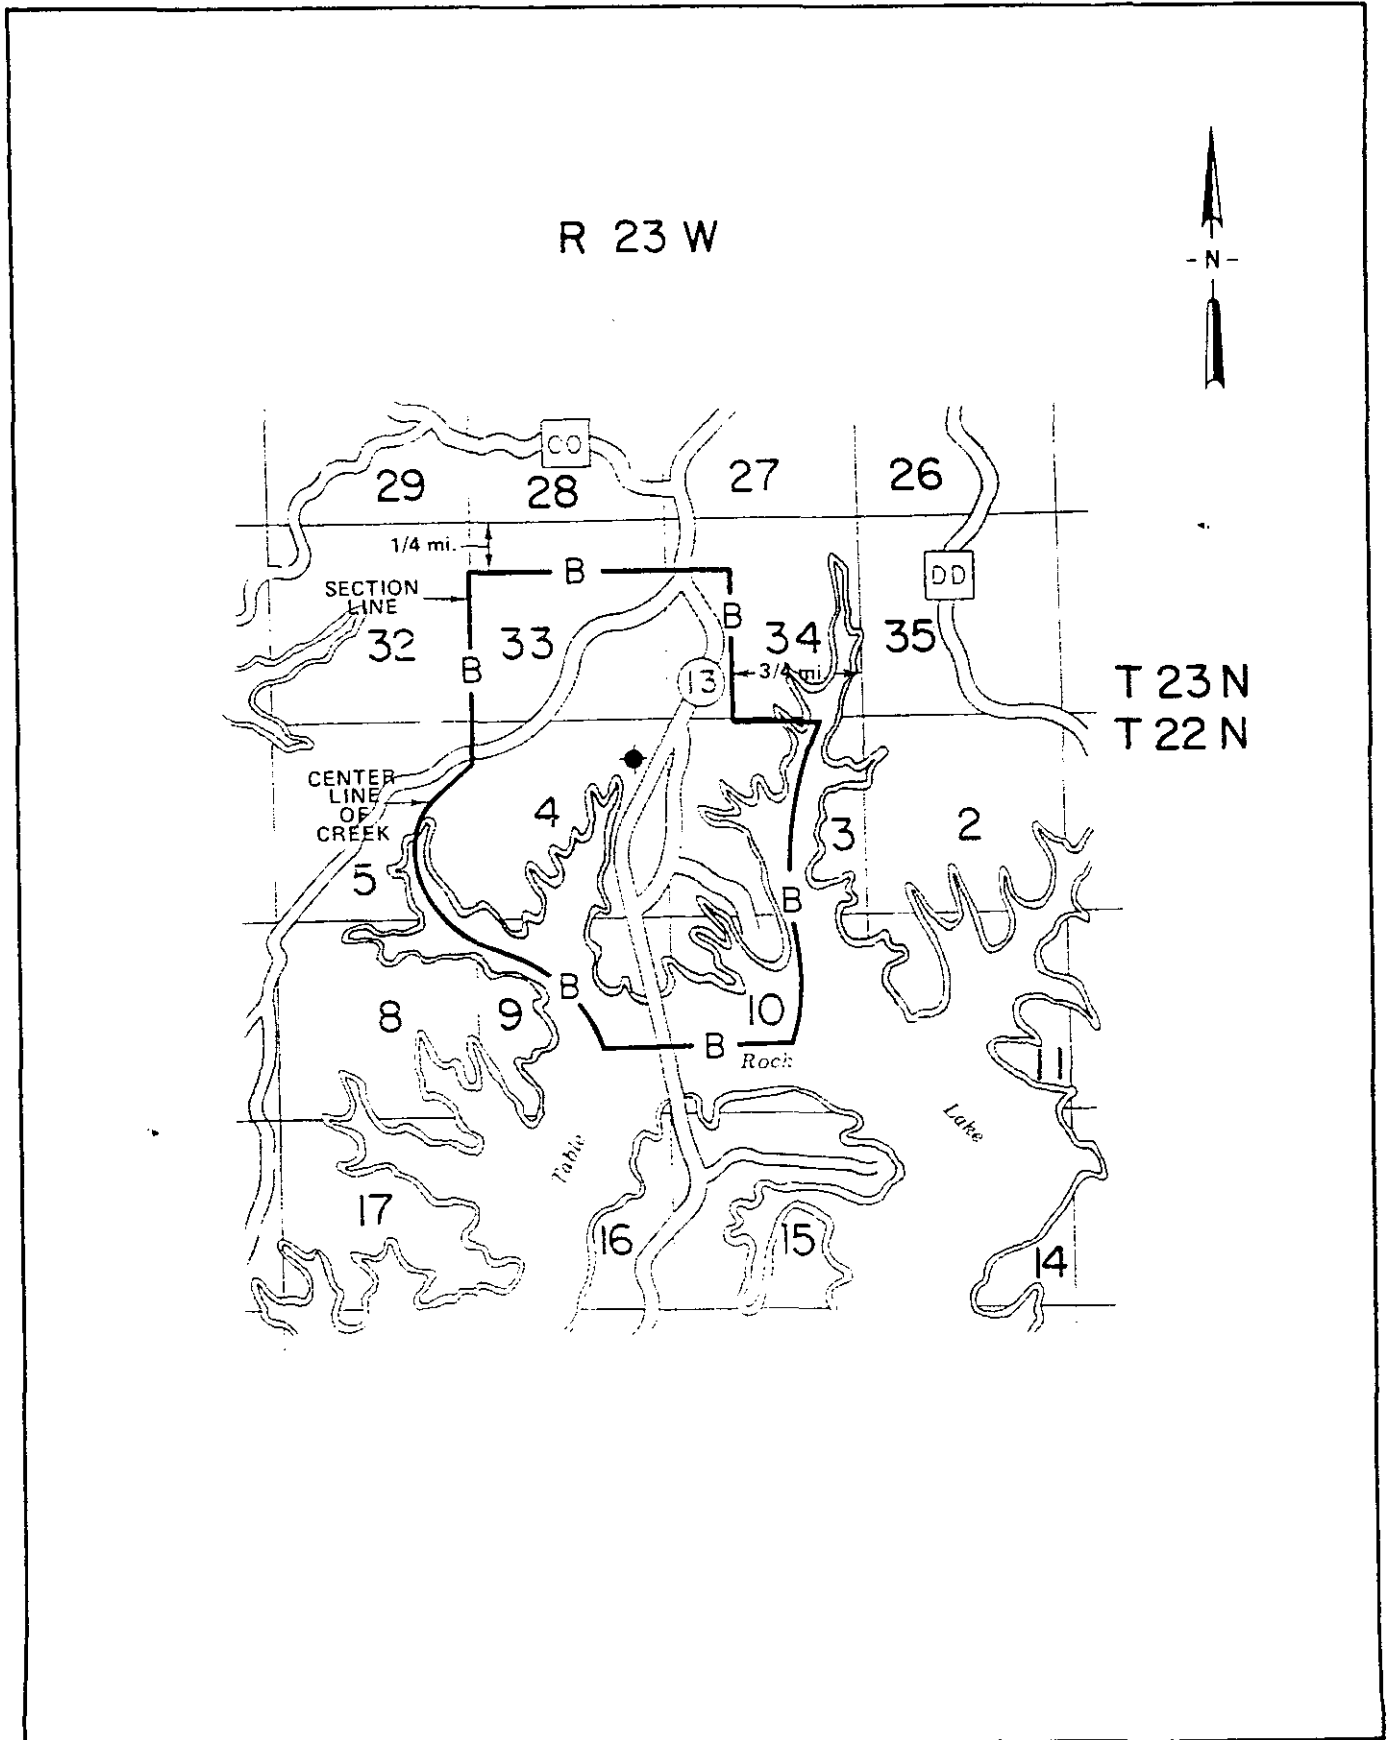 R 23 W
- N -
CO
29
28
27
26
1/4 mi.
B
DD
SECTION
LINE
B
32
33
34
35
B
3/4 mi.
13
T 23 N
T 22 N
CENTER
LINE
OF
CREEK
4
3
2
5
B
B
8
9
10
B
Rock
11
Lake
Table
17
16
15
14